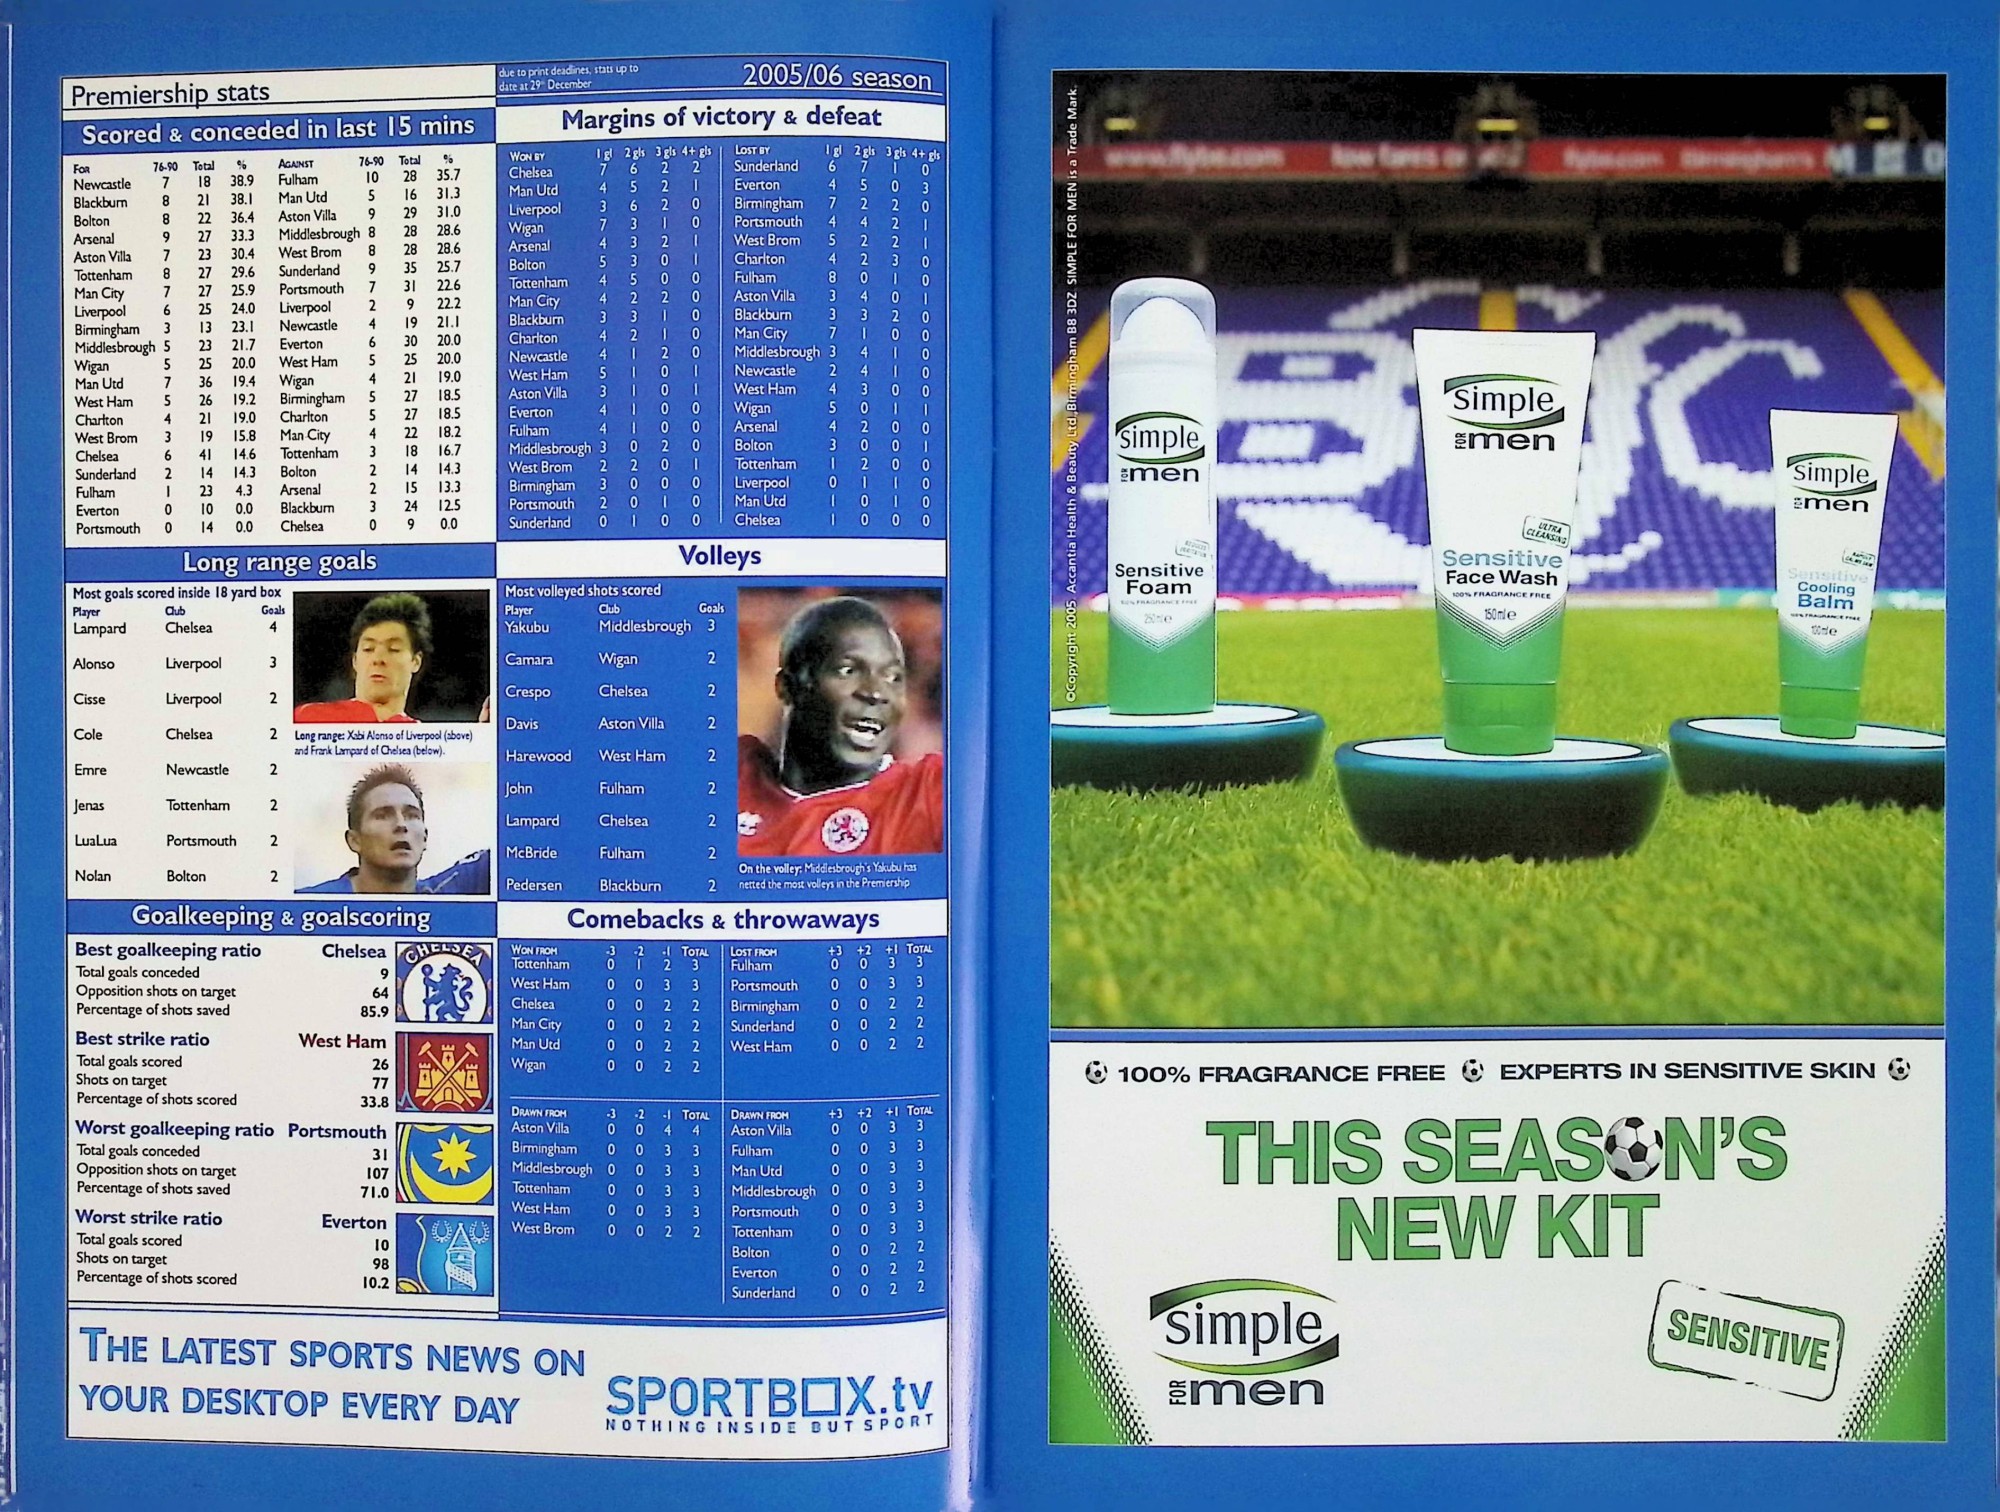 Premiership stats
due to print deadlines, stats up to
date at 29th December
2005/06 season
Scored & conceded in last 15 mins
FOR 76-90 Total % AGAINST 76-90 Total %
Newcastle 7 18 38.9 Fulham 10 28 35.7
Blackburn 8 21 38.1 Man Utd 5 16 31.3
Bolton 8 22 36.4 Aston Villa 9 29 31.0
Arsenal 9 27 33.3 Middlesbrough 8 28 28.6
Aston Villa 7 23 30.4 West Brom 8 28 28.6
Tottenham 8 27 29.6 Sunderland 9 35 25.7
Man City 7 27 25.9 Portsmouth 7 31 22.6
Liverpool 6 25 24.0 Liverpool 2 9 22.2
Birmingham 3 13 23.1 Newcastle 4 19 21.1
Middlesbrough 5 23 21.7 Everton 6 30 20.0
Wigan 5 25 20.0 West Ham 5 25 20.0
Man Utd 7 36 19.4 Wigan 4 21 19.0
West Ham 5 26 19.2 Birmingham 5 27 18.5
Charlton 4 21 19.0 Charlton 5 27 18.5
West Brom 3 19 15.8 Man City 4 22 18.2
Chelsea 6 41 14.6 Tottenham 3 18 16.7
Sunderland 2 14 14.3 Bolton 2 14 14.3
Fulham 1 23 4.3 Arsenal 2 15 13.3
Everton 0 10 0.0 Blackburn 3 24 12.5
Portsmouth 0 14 0.0 Chelsea 0 9 0.0
Margins of victory & defeat
WON BY 1 gl 2 gls 3 gls 4+ gls LOST BY 1 gl 2 gls 3 gls 4+ gls
Chelsea 7 6 2 2 Sunderland 6 7 1 0
Man Utd 4 5 2 1 Everton 4 5 0 3
Liverpool 3 6 2 0 Birmingham 7 2 2 0
Wigan 7 3 1 0 Portsmouth 4 4 2 1
Arsenal 4 3 2 1 West Brom 5 2 2 1
Bolton 5 3 0 1 Charlton 4 2 3 0
Tottenham 4 5 0 0 Fulham 8 0 1 0
Man City 4 2 2 0 Aston Villa 3 4 0 1
Blackburn 3 3 1 0 Blackburn 3 3 2 0
Charlton 4 2 1 0 Man City 7 1 0 0
Newcastle 4 1 2 0 Middlesbrough 3 4 1 0
West Ham 5 1 0 1 Newcastle 2 4 1 0
Aston Villa 3 1 0 1 West Ham 4 3 0 0
Everton 4 1 0 0 Wigan 5 0 1 1
Fulham 4 1 0 0 Arsenal 4 2 0 0
Middlesbrough 3 0 2 0 Bolton 3 0 0 1
West Brom 2 2 0 1 Tottenham 1 2 0 0
Birmingham 3 0 0 0 Liverpool 0 1 1 0
Portsmouth 2 0 1 0 Man Utd 1 0 1 0
Sunderland 0 1 0 0 Chelsea 1 0 0 0
Long range goals
Most goals scored inside 18 yard box
Player Club Goals
Lampard Chelsea 4
Alonso Liverpool 3
Cisse Liverpool 2
Cole Chelsea 2
Emre Newcastle 2
Jenas Tottenham 2
LuaLua Portsmouth 2
Nolan Bolton 2
Long range: Xabi Alonso of Liverpool (above)
and Frank Lampard of Chelsea (below).
Volleys
Most volleyed shots scored
Player Club Goals
Yakubu Middlesbrough 3
Camara Wigan 2
Crespo Chelsea 2
Davis Aston Villa 2
Harewood West Ham 2
John Fulham 2
Lampard Chelsea 2
McBride Fulham 2
Pedersen Blackburn 2
On the volley: Middlesbrough's Yakubu has
netted the most volleys in the Premiership
Goalkeeping & goalscoring
Best goalkeeping ratio Chelsea
Total goals conceded 9
Opposition shots on target 64
Percentage of shots saved 85.9
CHELSEA
Best strike ratio West Ham
Total goals scored 26
Shots on target 77
Percentage of shots scored 33.8
Worst goalkeeping ratio Portsmouth
Total goals conceded 31
Opposition shots on target 107
Percentage of shots saved 71.0
Worst strike ratio Everton
Total goals scored 10
Shots on target 98
Percentage of shots scored 10.2
Comebacks & throwaways
WON FROM -3 -2 -1 TOTAL LOST FROM +3 +2 +1 TOTAL
Tottenham 0 1 2 3 Fulham 0 0 3 3
West Ham 0 0 3 3 Portsmouth 0 0 3 3
Chelsea 0 0 2 2 Birmingham 0 0 2 2
Man City 0 0 2 2 Sunderland 0 0 2 2
Man Utd 0 0 2 2 West Ham 0 0 2 2
Wigan 0 0 2 2
DRAWN FROM -3 -2 -1 TOTAL DRAWN FROM +3 +2 +1 TOTAL
Aston Villa 0 0 4 4 Aston Villa 0 0 3 3
Birmingham 0 0 3 3 Fulham 0 0 3 3
Middlesbrough 0 0 3 3 Man Utd 0 0 3 3
Tottenham 0 0 3 3 Middlesbrough 0 0 3 3
West Ham 0 0 3 3 Portsmouth 0 0 3 3
West Brom 0 0 2 2 Tottenham 0 0 3 3
Bolton 0 0 2 2
Everton 0 0 2 2
Sunderland 0 0 2 2
THE LATEST SPORTS NEWS ON
YOUR DESKTOP EVERY DAY
SPORTBOX.tv
NOTHING INSIDE BUT SPORT
©Copyright 2005. Accantia Health & Beauty Ltd, Birmingham B8 3DZ SIMPLE FOR MEN is a Trade Mark.
simple
FOR men
Sensitive
Foam
100% FRAGRANCE FREE
250mle
simple
FOR men
ULTRA
CLEANSING
Sensitive
Face Wash
100% FRAGRANCE FREE
150mle
simple
FOR men
Sensitive
Cooling
Balm
100% FRAGRANCE FREE
100mle
100% FRAGRANCE FREE EXPERTS IN SENSITIVE SKIN
THIS SEASON'S
NEW KIT
simple
FOR men
SENSITIVE